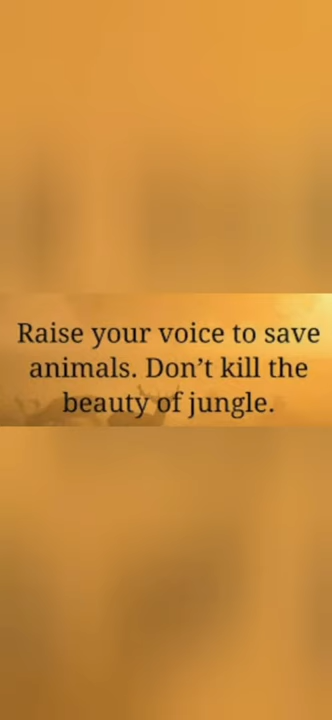 Raise your voice to save
animals. Don’t kill the
beauty of jungle.